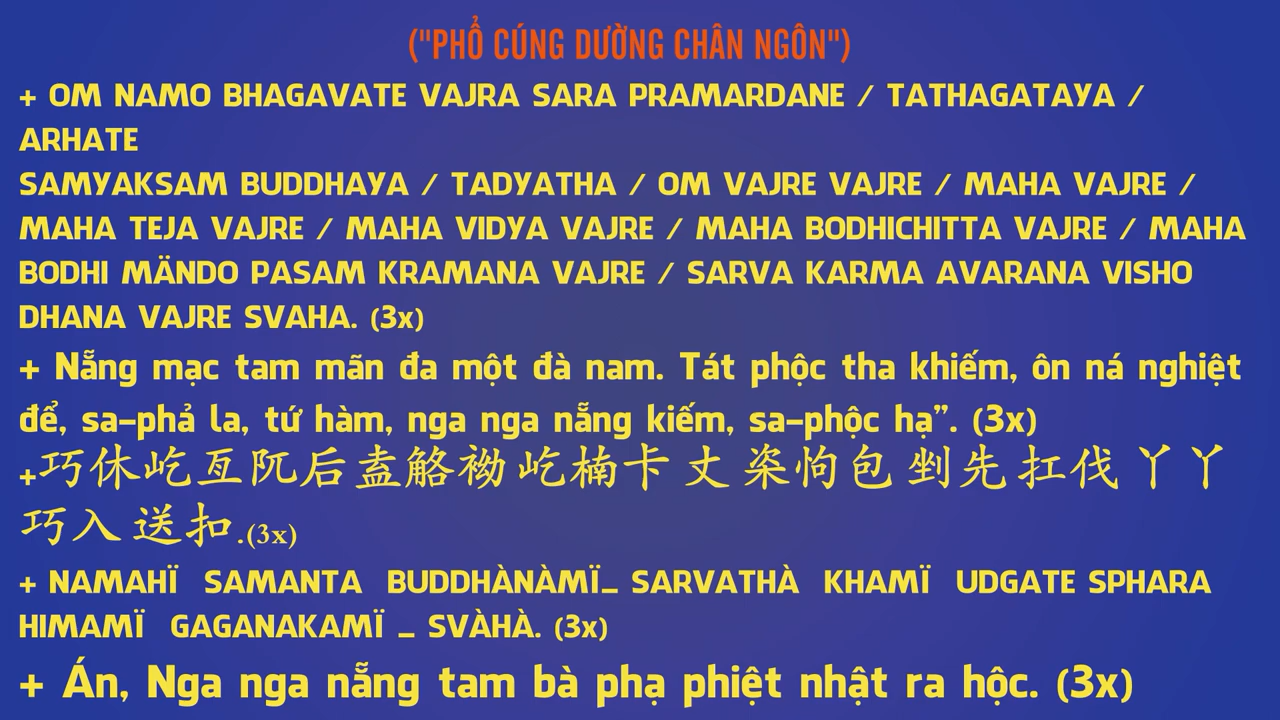 ("PHỔ CÚNG DƯỜNG CHÂN NGÔN")
+ OM NAMO BHAGAVATE VAJRA SARA PRAMARDANE / TATHAGATAYA /
ARHATE
SAMYAKSAM BUDDHAYA / TADYATHA / OM VAJRE VAJRE / MAHA VAJRE /
MAHA TEJA VAJRE / MAHA VIDYA VAJRE / MAHA BODHICHITTA VAJRE / MAHA
BODHI MÄNDO PASAM KRAMANA VAJRE / SARVA KARMA AVARANA VISHO
DHANA VAJRE SVAHA. (3x)
+ Nẵng mạc tam mãn đa một đà nam. Tát phộc tha khiếm, ôn ná nghiệt
để, sa-phả la, tứ hàm, nga nga nẵng kiếm, sa-phộc hạ”. (3x)
+巧休屹亙阢后盍觡袎屹楠卡丈楶怐包剉先扛伐丫丫
巧入送扣.(3x)
+ NAMAHÏ SAMANTA BUDDHÀNÀMÏ_ SARVATHÀ KHAMÏ UDGATE SPHARA
HIMAMÏ GAGANAKAMÏ _ SVÀHÀ. (3x)
+ Án, Nga nga nẵng tam bà phạ phiệt nhật ra hộc. (3x)